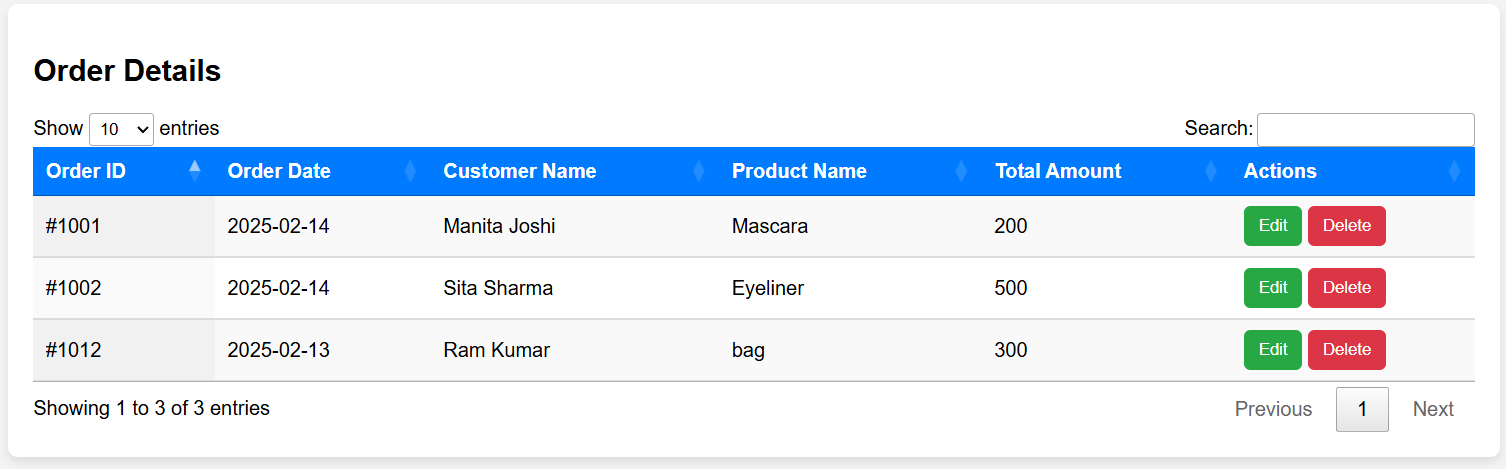 Order Details
Show 10 entries Search:
Order ID Order Date Customer Name Product Name Total Amount Actions
#1001 2025-02-14 Manita Joshi Mascara 200 Edit Delete
#1002 2025-02-14 Sita Sharma Eyeliner 500 Edit Delete
#1012 2025-02-13 Ram Kumar bag 300 Edit Delete
Showing 1 to 3 of 3 entries Previous 1 Next